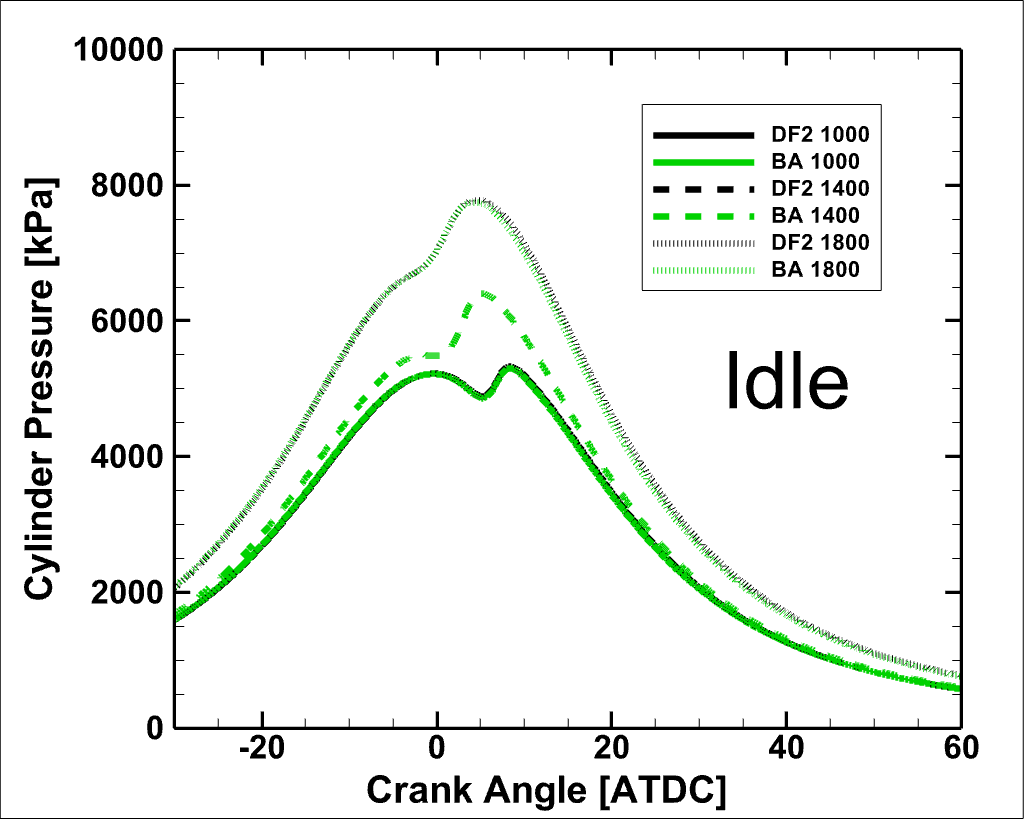 10000
8000
6000
4000
2000
0
-20 0 20 40 60
Cylinder Pressure [kPa]
Crank Angle [ATDC]
DF2 1000
BA 1000
DF2 1400
BA 1400
DF2 1800
BA 1800
Idle